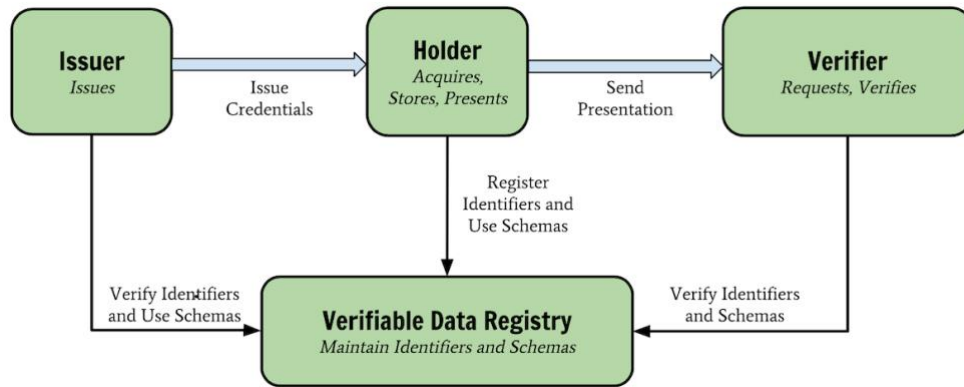 Issuer
Issues
Issue
Credentials
Holder
Acquires,
Stores, Presents
Send
Presentation
Verifier
Requests, Verifies
Register
Identifiers and
Use Schemas
Verify Identifiers
and Use Schemas
Verifiable Data Registry
Maintain Identifiers and Schemas
Verify Identifiers
and Schemas